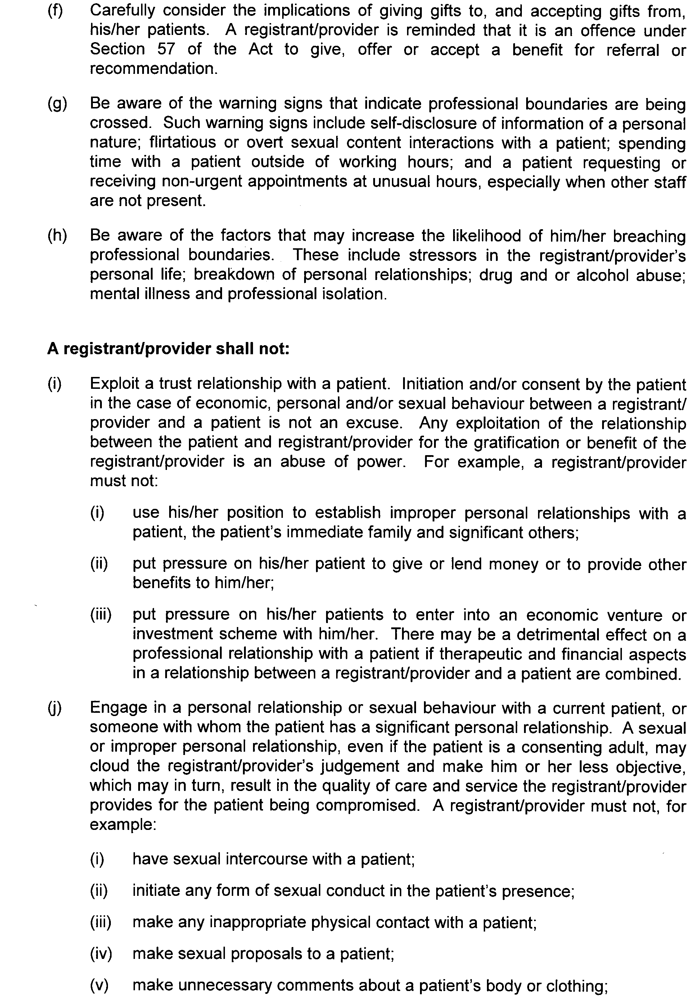 (f) Carefully consider the implications of giving gifts to, and accepting gifts from,
his/her patients. A registrant/provider is reminded that it is an offence under
Section 57 of the Act to give, offer or accept a benefit for referral or
recommendation.
(g) Be aware of the warning signs that indicate professional boundaries are being
crossed. Such warning signs include self-disclosure of information of a personal
nature; flirtatious or overt sexual content interactions with a patient; spending
time with a patient outside of working hours; and a patient requesting or
receiving non-urgent appointments at unusual hours, especially when other staff
are not present.
(h) Be aware of the factors that may increase the likelihood of him/her breaching
professional boundaries. These include stressors in the registrant/provider's
personal life; breakdown of personal relationships; drug and or alcohol abuse;
mental illness and professional isolation.
A registrant/provider shall not:
(i) Exploit a trust relationship with a patient. Initiation and/or consent by the patient
in the case of economic, personal and/or sexual behaviour between a registrant/
provider and a patient is not an excuse. Any exploitation of the relationship
between the patient and registrant/provider for the gratification or benefit of the
registrant/provider is an abuse of power. For example, a registrant/provider
must not:
(i) use his/her position to establish improper personal relationships with a
patient, the patient's immediate family and significant others;
(ii) put pressure on his/her patient to give or lend money or to provide other
benefits to him/her;
(iii) put pressure on his/her patients to enter into an economic venture or
investment scheme with him/her. There may be a detrimental effect on a
professional relationship with a patient if therapeutic and financial aspects
in a relationship between a registrant/provider and a patient are combined.
(j) Engage in a personal relationship or sexual behaviour with a current patient, or
someone with whom the patient has a significant personal relationship. A sexual
or improper personal relationship, even if the patient is a consenting adult, may
cloud the registrant/provider's judgement and make him or her less objective,
which may in turn, result in the quality of care and service the registrant/provider
provides for the patient being compromised. A registrant/provider must not, for
example:
(i) have sexual intercourse with a patient;
(ii) initiate any form of sexual conduct in the patient's presence;
(iii) make any inappropriate physical contact with a patient;
(iv) make sexual proposals to a patient;
(v) make unnecessary comments about a patient's body or clothing;